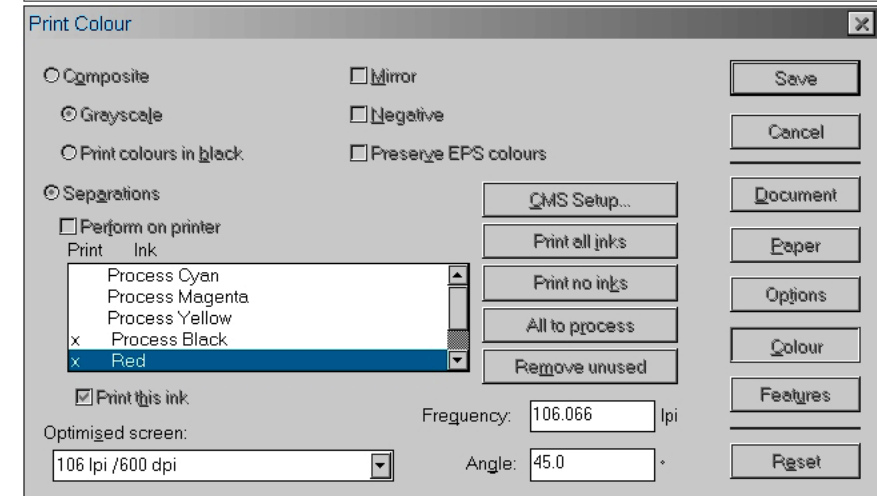 Print Colour
Composite
Mirror
Save
Grayscale
Negative
Cancel
Print colours in black
Preserve EPS colours
Separations
CMS Setup...
Document
Perform on printer
Print Ink
Print all inks
Paper
Process Cyan
Process Magenta
Print no inks
Options
Process Yellow
x Process Black
All to process
Colour
x Red
Remove unused
Print this ink
Features
Frequency: 106.066 lpi
Optimised screen:
106 lpi /600 dpi
Angle: 45.0 °
Reset